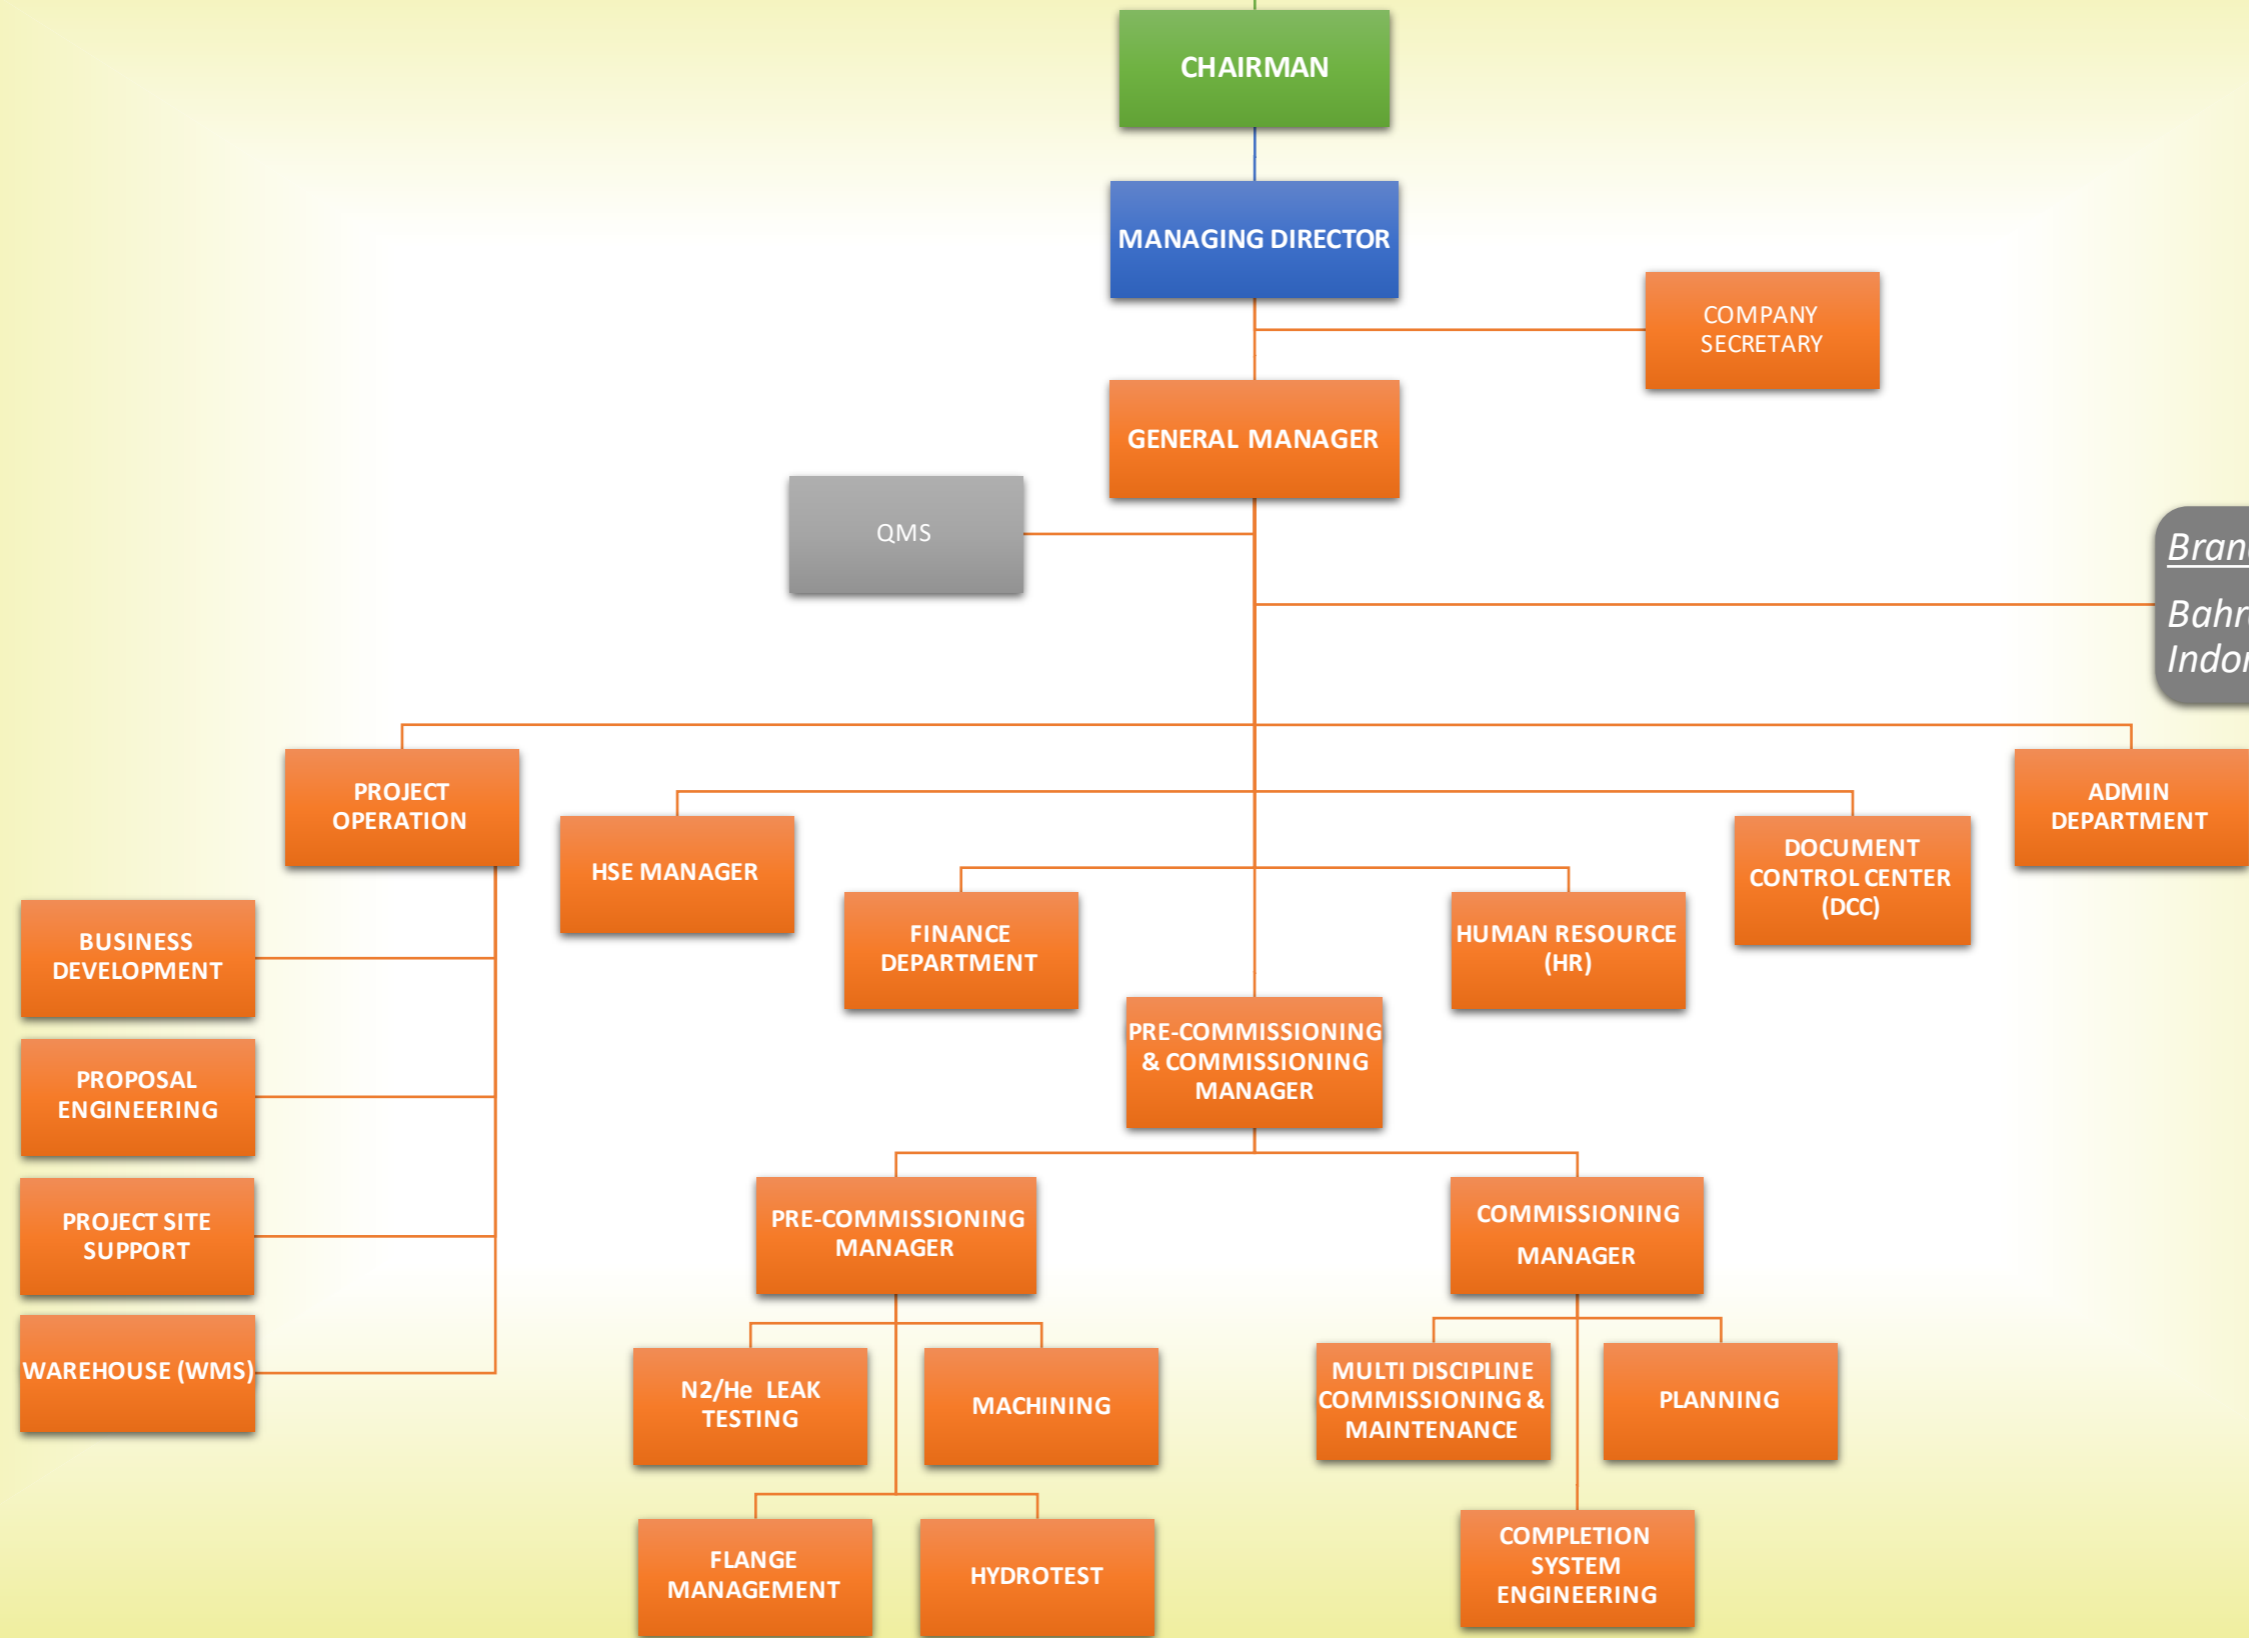 CHAIRMAN
MANAGING DIRECTOR
COMPANY
SECRETARY
GENERAL MANAGER
QMS
PROJECT
OPERATION
ADMIN
DEPARTMENT
HSE MANAGER
DOCUMENT
CONTROL CENTER
(DCC)
FINANCE
DEPARTMENT
HUMAN RESOURCE
(HR)
BUSINESS
DEVELOPMENT
PROPOSAL
ENGINEERING
PROJECT SITE
SUPPORT
WAREHOUSE (WMS)
PRE-COMMISSIONING
& COMMISSIONING
MANAGER
PRE-COMMISSIONING
MANAGER
COMMISSIONING
MANAGER
N2/He LEAK
TESTING
MACHINING
MULTI DISCIPLINE
COMMISSIONING &
MAINTENANCE
PLANNING
FLANGE
MANAGEMENT
HYDROTEST
COMPLETION
SYSTEM
ENGINEERING